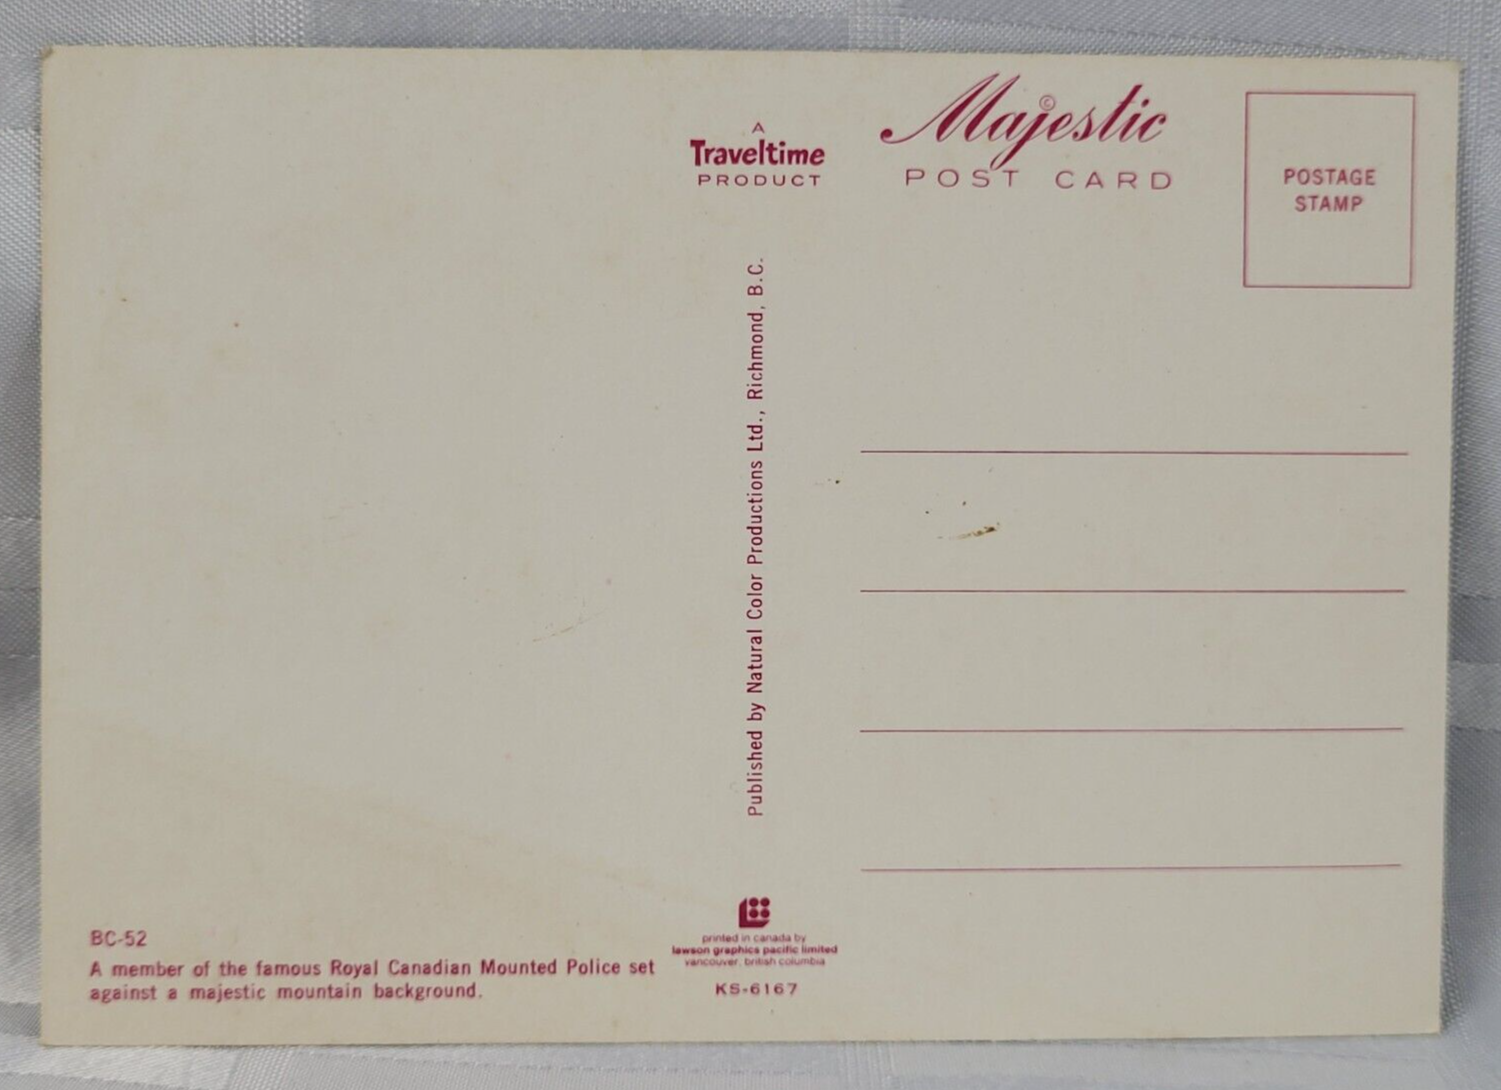 A
Traveltime
PRODUCT
Majestic
©
POST CARD
POSTAGE
STAMP
Published by Natural Color Productions Ltd., Richmond, B.C.
BC-52
A member of the famous Royal Canadian Mounted Police set
against a majestic mountain background.
printed in canada by
lawson graphics pacific limited
vancouver, british columbia
KS-6167